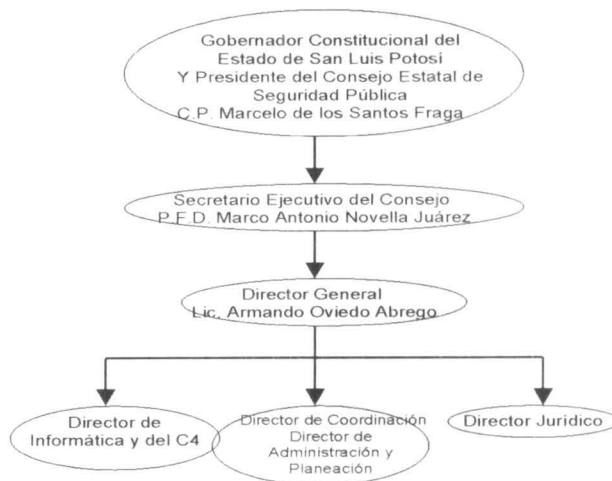 Gobernador Constitucional del
Estado de San Luis Potosí
Y Presidente del Consejo Estatal de
Seguridad Pública
C.P. Marcelo de los Santos Fraga
Secretario Ejecutivo del Consejo
P.F.D. Marco Antonio Novella Juárez
Director General
Lic. Armando Oviedo Abrego
Director de
Informática y del C4
Director de Coordinación
Director de
Administración y
Planeación
Director Jurídico